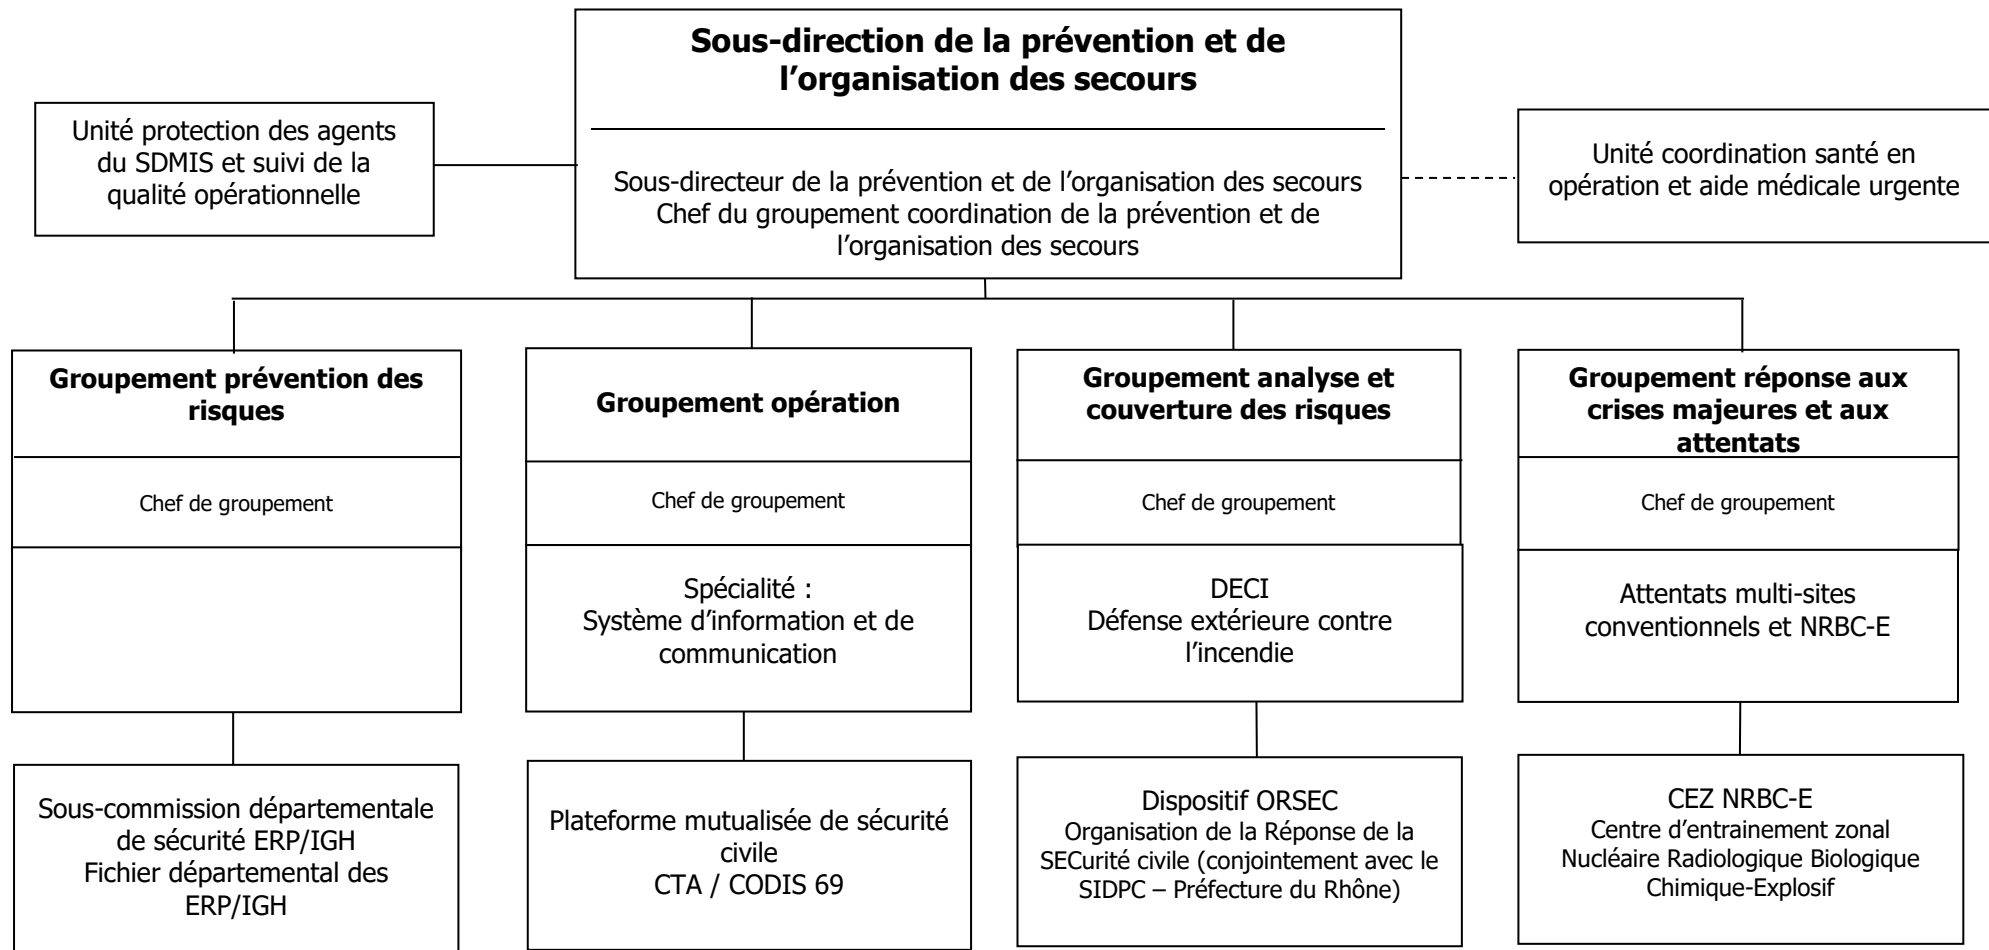 Sous-direction de la prévention et de
l’organisation des secours
Sous-directeur de la prévention et de l’organisation des secours
Chef du groupement coordination de la prévention et de
l’organisation des secours
Unité protection des agents
du SDMIS et suivi de la
qualité opérationnelle
Unité coordination santé en
opération et aide médicale urgente
Groupement prévention des
risques
Chef de groupement
Sous-commission départementale
de sécurité ERP/IGH
Fichier départemental des
ERP/IGH
Groupement opération
Chef de groupement
Spécialité :
Système d’information et de
communication
Plateforme mutualisée de sécurité
civile
CTA / CODIS 69
Groupement analyse et
couverture des risques
Chef de groupement
DECI
Défense extérieure contre
l’incendie
Dispositif ORSEC
Organisation de la Réponse de la
SECurité civile (conjointement avec le
SIDPC – Préfecture du Rhône)
Groupement réponse aux
crises majeures et aux
attentats
Chef de groupement
Attentats multi-sites
conventionnels et NRBC-E
CEZ NRBC-E
Centre d’entrainement zonal
Nucléaire Radiologique Biologique
Chimique-Explosif